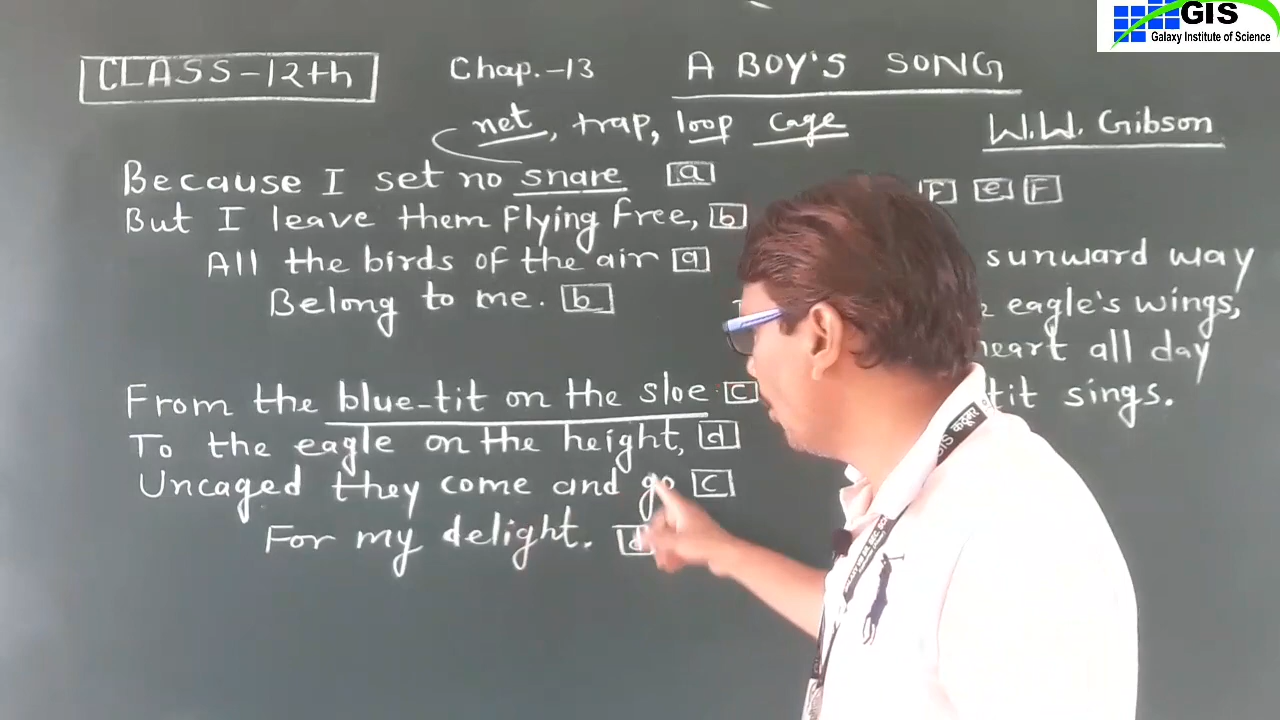 GIS
Galaxy Institute of Science
CLASS-12th Chap.-13 A BOY'S SONG
net, trap, loop cage
W.W. Gibson
Because I set no snare a
But I leave them Flying Free, b
All the birds of the air a
Belong to me. b
From the blue-tit on the sloe c
To the eagle on the height, d
Uncaged they come and go c
For my delight. d
F e F
sunward way
eagle's wings,
heart all day
tit sings.
GIS कठूमर